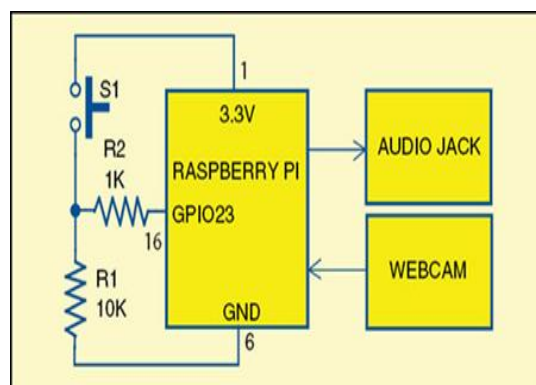 1
S1
3.3V
R2
1K
RASPBERRY PI
GPIO23
16
R1
10K
GND
6
AUDIO JACK
WEBCAM